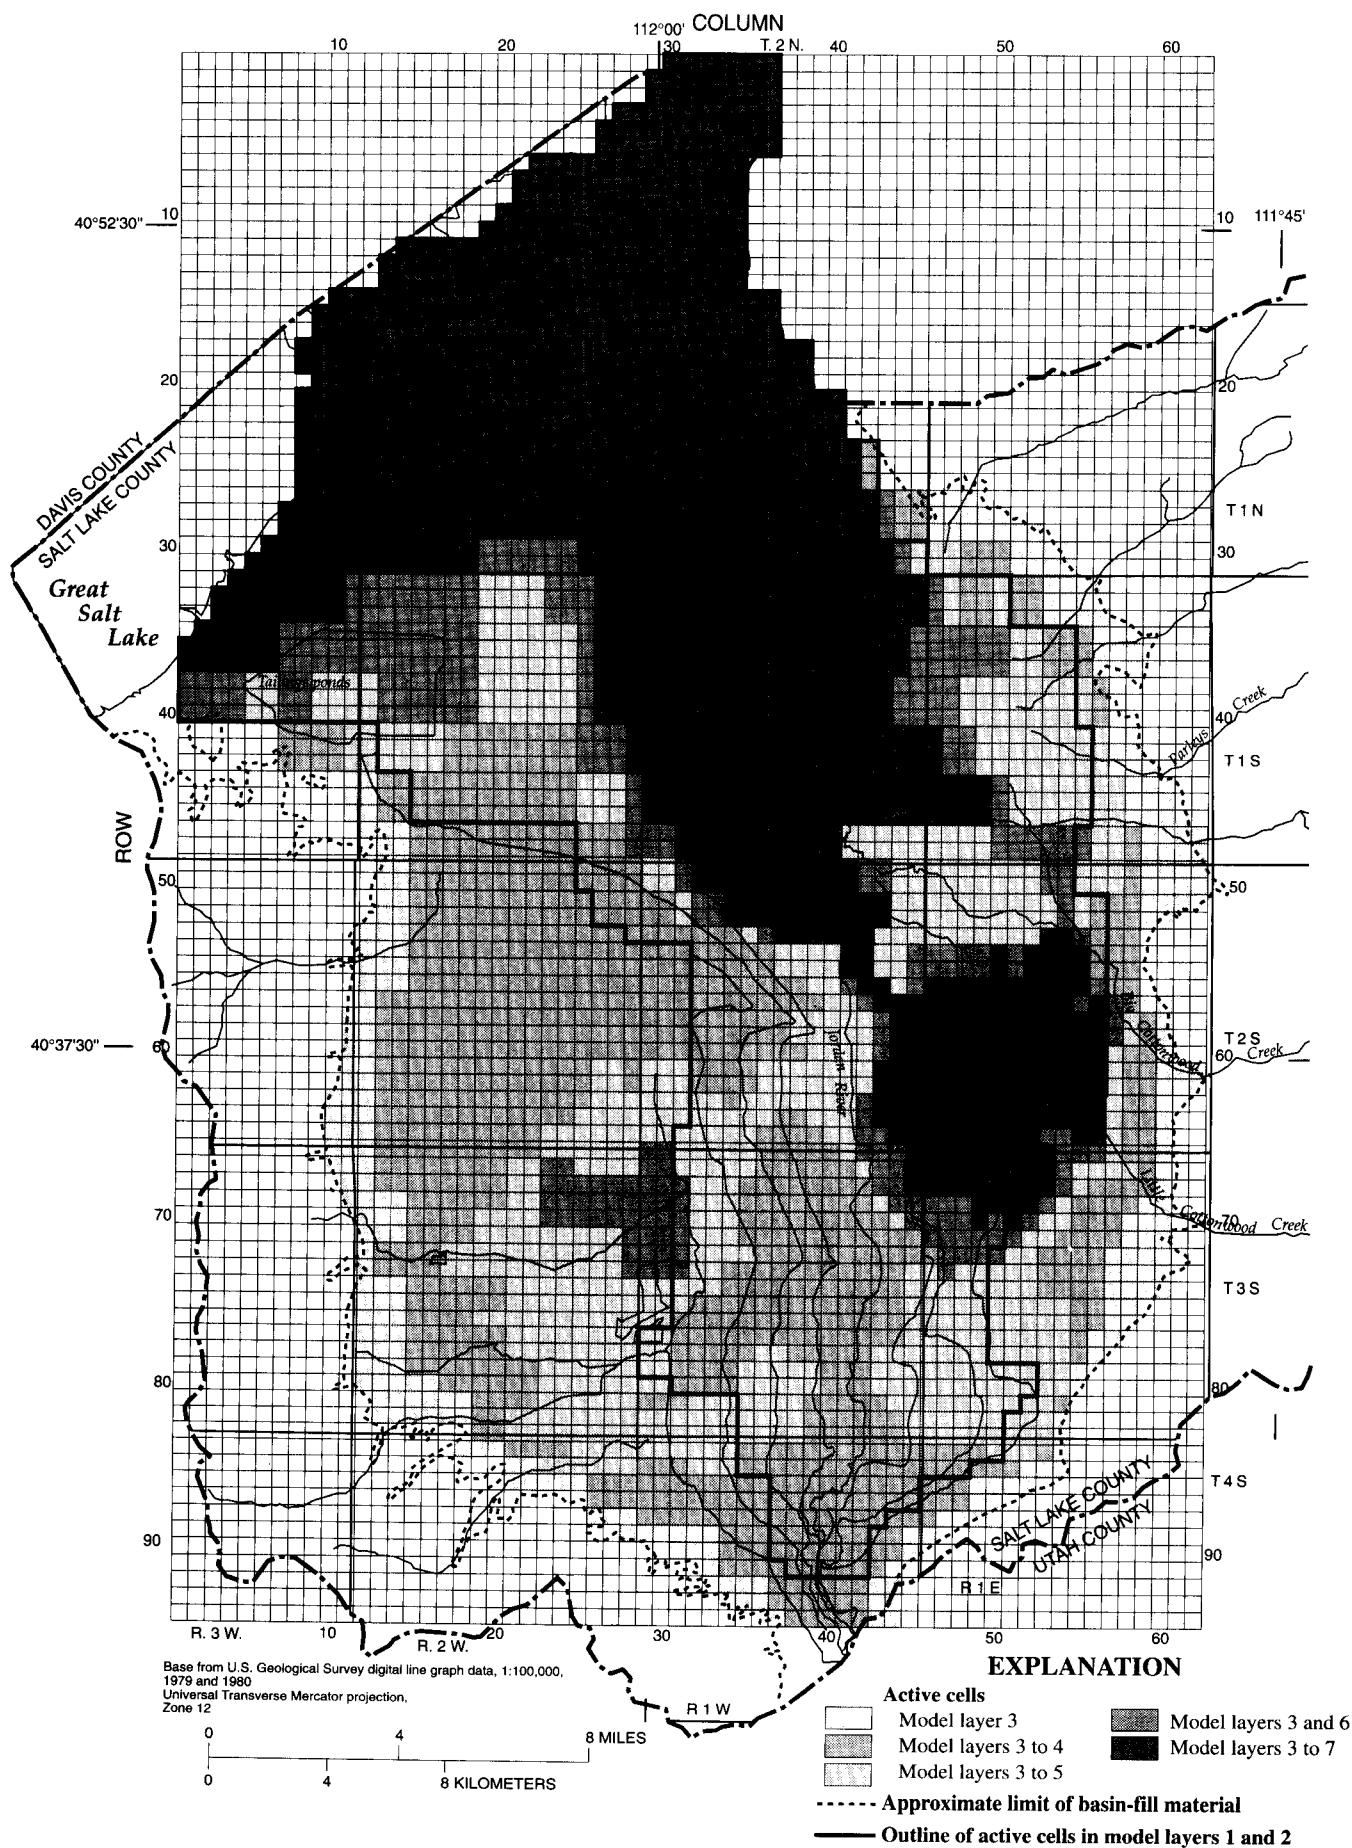 COLUMN
112°00'
10
20
30
T. 2 N.
40
50
60
10
40°52'30"
10
111°45'
20
20
DAVIS COUNTY
SALT LAKE COUNTY
T 1 N
30
30
Great
Salt
Lake
Tailings ponds
Creek
Parleys
40
40
T 1 S
ROW
50
50
Jordan River
Big
Cottonwood
Creek
T 2 S
40°37'30"
60
60
Little
Cottonwood
Creek
70
70
T 3 S
80
80
T 4 S
SALT LAKE COUNTY
UTAH COUNTY
90
90
R 1 E
R. 3 W.
10
R. 2 W.
20
30
40
50
60
R 1 W
Base from U.S. Geological Survey digital line graph data, 1:100,000,
1979 and 1980
Universal Transverse Mercator projection,
Zone 12
0
4
8 MILES
0
4
8 KILOMETERS
EXPLANATION
Active cells
Model layer 3
Model layers 3 to 4
Model layers 3 to 5
Model layers 3 and 6
Model layers 3 to 7
Approximate limit of basin-fill material
Outline of active cells in model layers 1 and 2